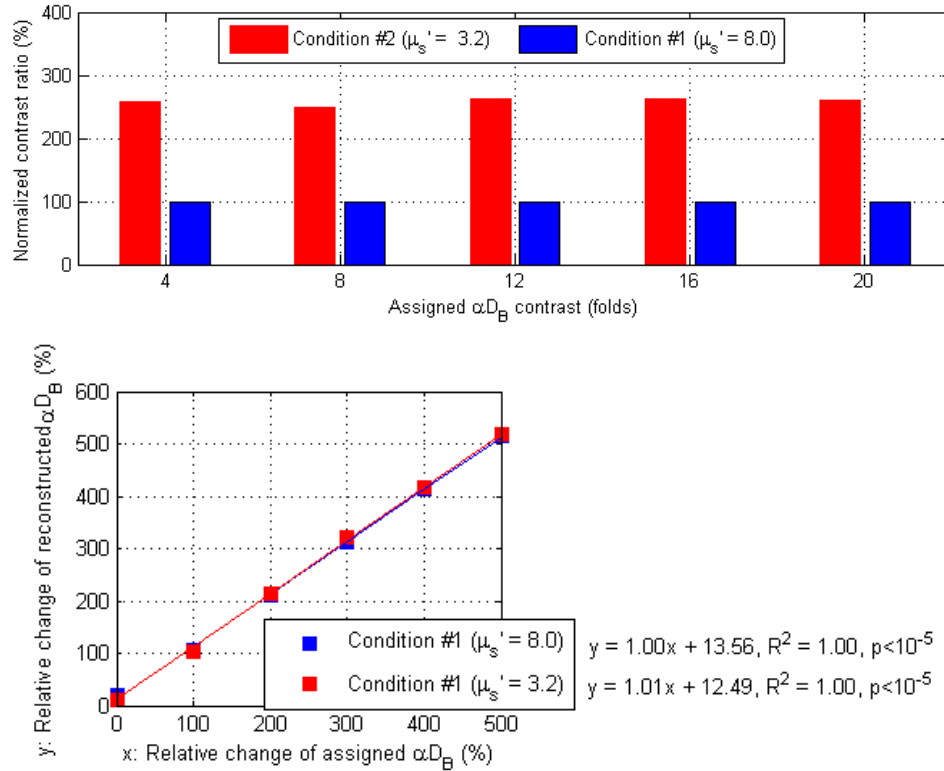 400
300
200
100
0
Normalized contrast ratio (%)
Condition #2 (μs' = 3.2)
Condition #1 (μs' = 8.0)
4 8 12 16 20
Assigned αDB contrast (folds)
600
500
400
300
200
100
0
y: Relative change of reconstructed αDB (%)
Condition #1 (μs' = 8.0)
y = 1.00x + 13.56, R² = 1.00, p<10⁻⁵
Condition #1 (μs' = 3.2)
y = 1.01x + 12.49, R² = 1.00, p<10⁻⁵
0 100 200 300 400 500
x: Relative change of assigned αDB (%)